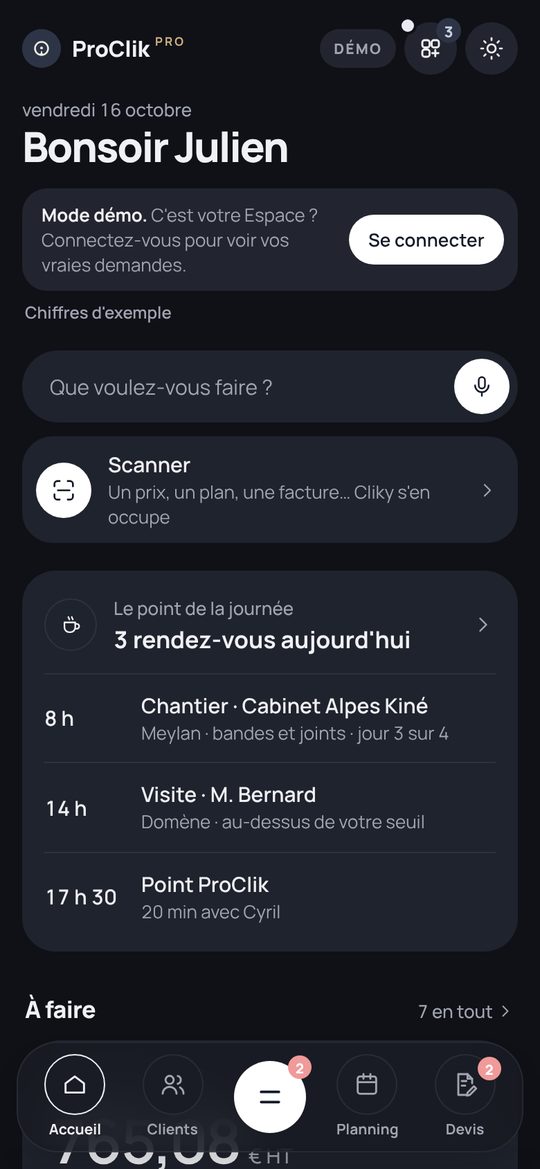 ProClik PRO
DÉMO
3
vendredi 16 octobre
Bonsoir Julien
Mode démo. C'est votre Espace ?
Connectez-vous pour voir vos
vraies demandes.
Se connecter
Chiffres d'exemple
Que voulez-vous faire ?
Scanner
Un prix, un plan, une facture... Cliky s'en
occupe
Le point de la journée
3 rendez-vous aujourd'hui
8 h
Chantier · Cabinet Alpes Kiné
Meylan · bandes et joints · jour 3 sur 4
14 h
Visite · M. Bernard
Domène · au-dessus de votre seuil
17 h 30
Point ProClik
20 min avec Cyril
À faire
7 en tout
2
2
Accueil
Clients
Planning
Devis
765,08 € HT